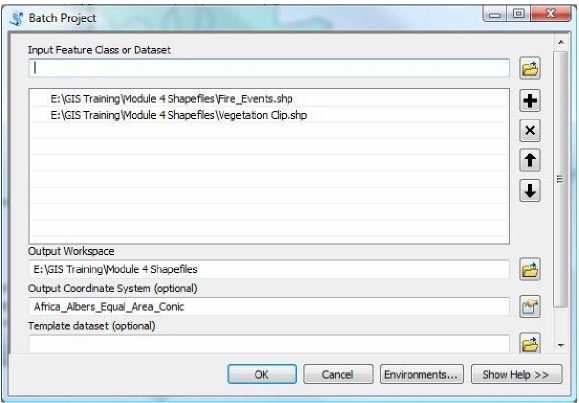 Batch Project
Input Feature Class or Dataset
E:\GIS Training\Module 4 Shapefiles\Fire_Events.shp
E:\GIS Training\Module 4 Shapefiles\Vegetation Clip.shp
Output Workspace
E:\GIS Training\Module 4 Shapefiles
Output Coordinate System (optional)
Africa_Albers_Equal_Area_Conic
Template dataset (optional)
OK Cancel Environments... Show Help >>